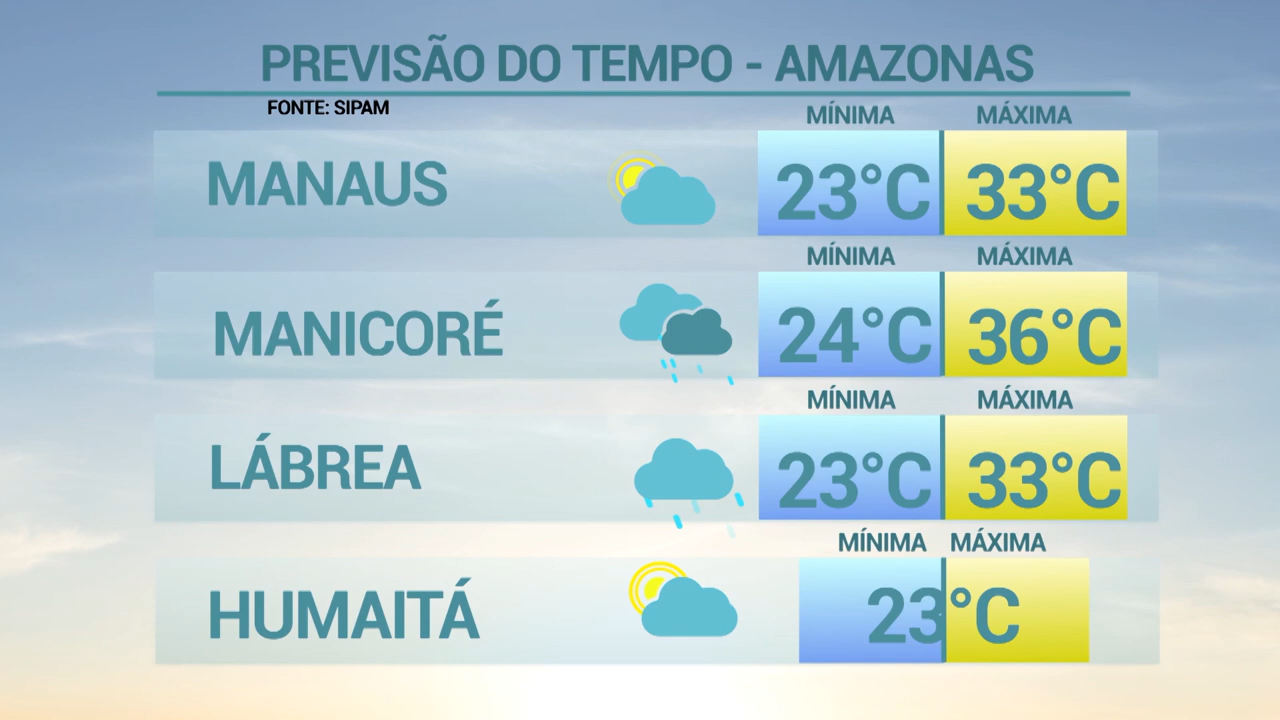 PREVISÃO DO TEMPO - AMAZONAS
FONTE: SIPAM
MÍNIMA MÁXIMA
MANAUS 23°C 33°C
MÍNIMA MÁXIMA
MANICORÉ 24°C 36°C
MÍNIMA MÁXIMA
LÁBREA 23°C 33°C
MÍNIMA MÁXIMA
HUMAITÁ 23°C